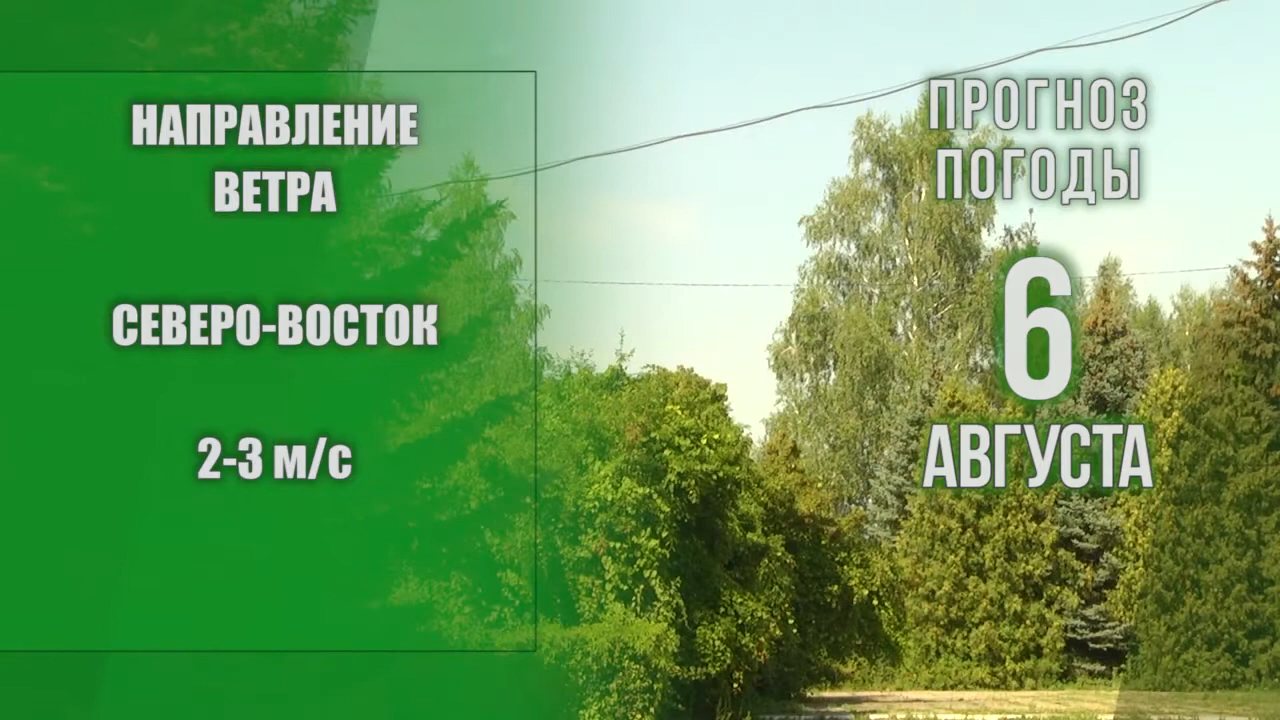 НАПРАВЛЕНИЕ
ВЕТРА
СЕВЕРО-ВОСТОК
2-3 м/с
ПРОГНОЗ
ПОГОДЫ
6
АВГУСТА